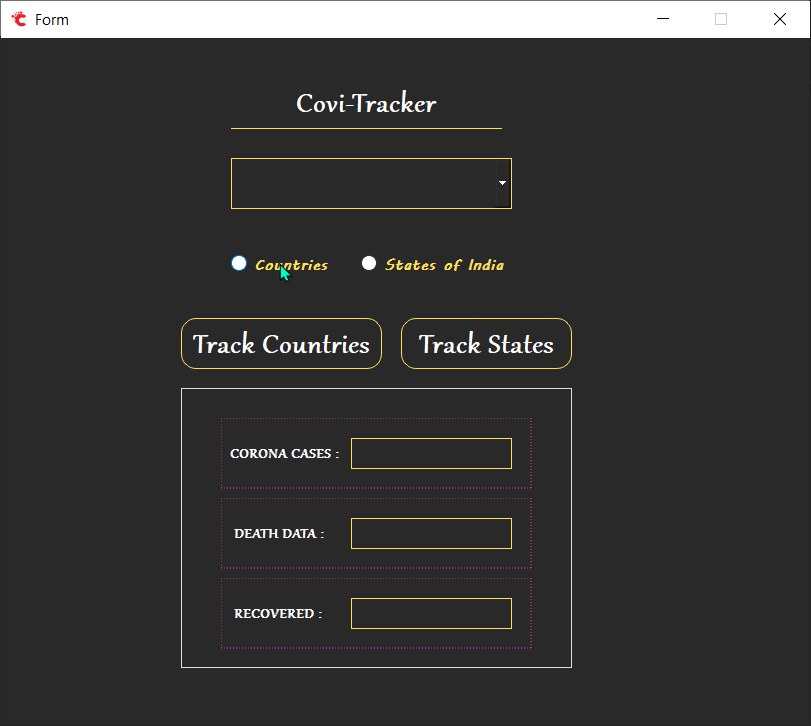 Form
Covi-Tracker
Countries
States of India
Track Countries
Track States
CORONA CASES :
DEATH DATA :
RECOVERED :